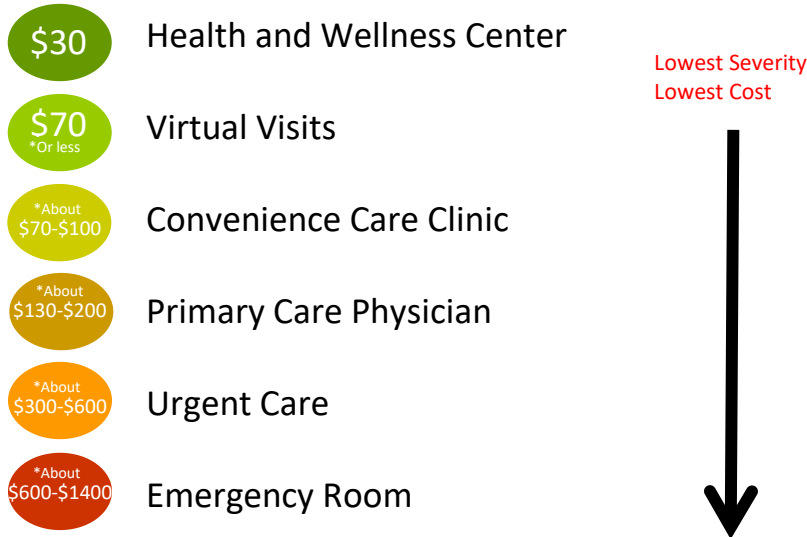 $30
Health and Wellness Center
Lowest Severity
Lowest Cost
$70
*Or less
Virtual Visits
*About
$70-$100
Convenience Care Clinic
*About
$130-$200
Primary Care Physician
*About
$300-$600
Urgent Care
*About
$600-$1400
Emergency Room